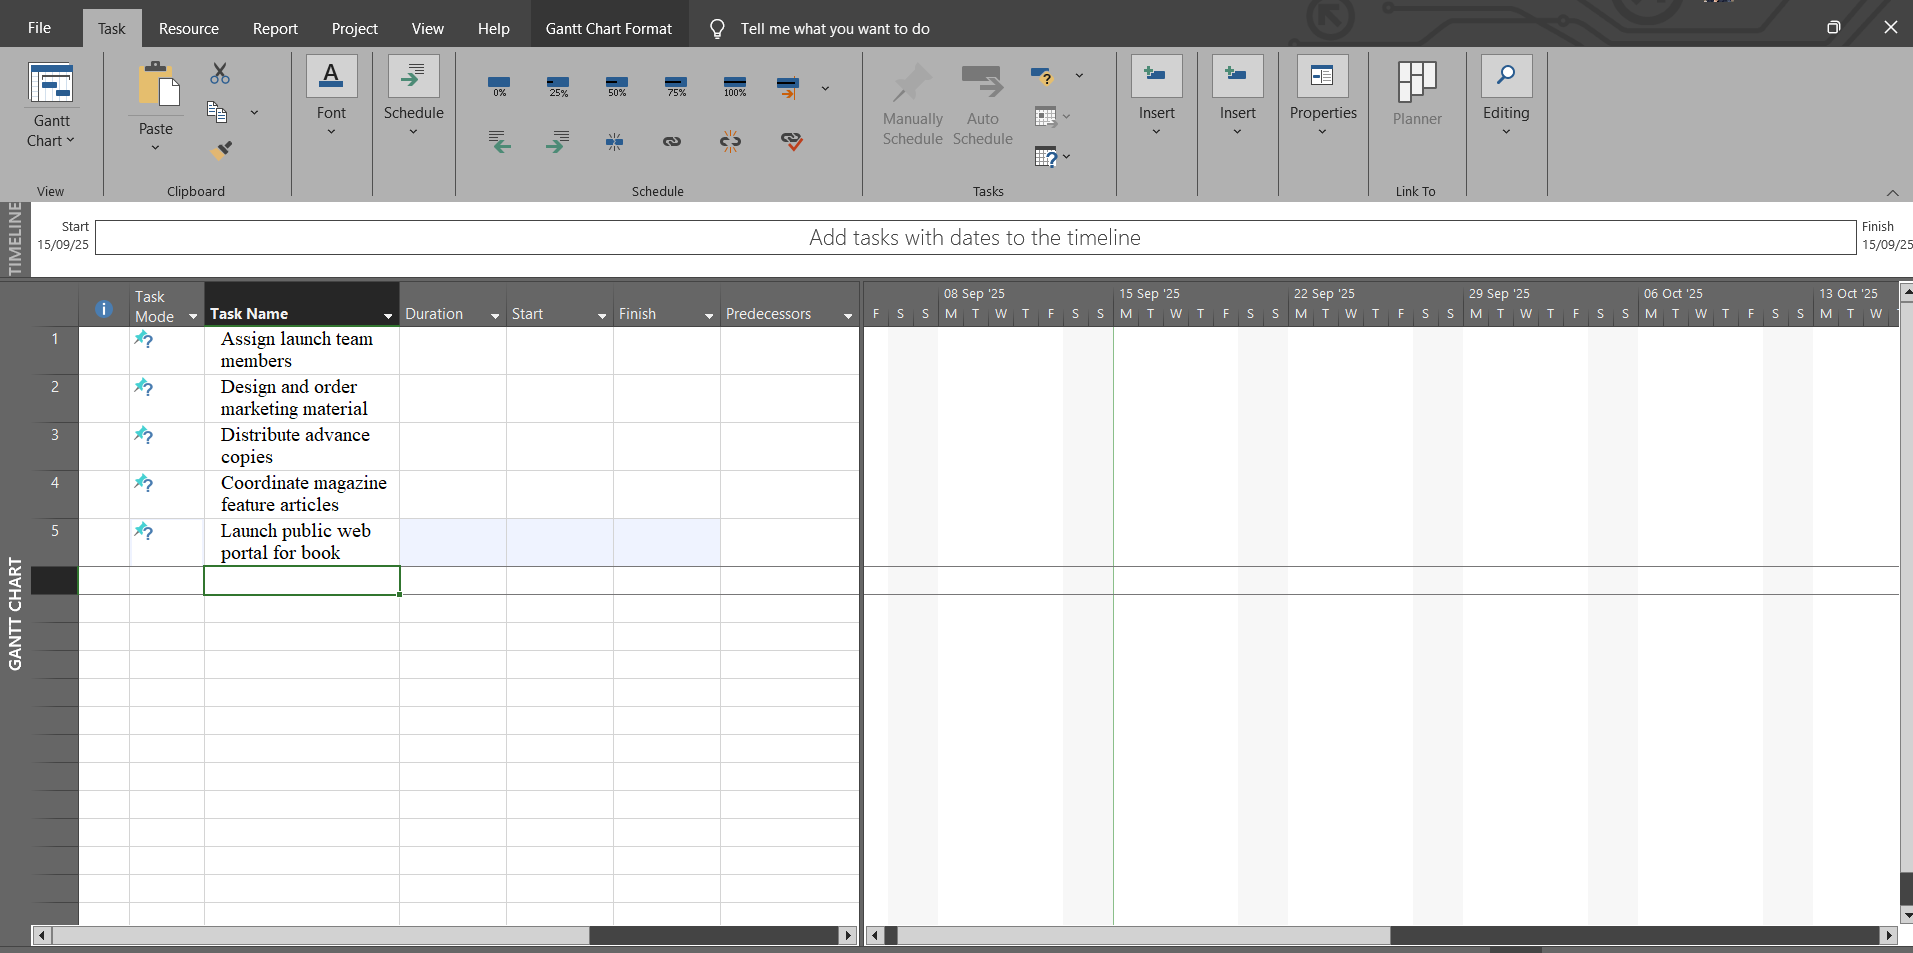 File Task Resource Report Project View Help Gantt Chart Format Tell me what you want to do
Gantt
Chart
View
Paste
Clipboard
Font
Schedule
0% 25% 50% 75% 100%
Schedule
Manually
Schedule
Auto
Schedule
Tasks
Insert
Insert
Properties
Planner
Link To
Editing
TIMELINE
Start
15/09/25
Add tasks with dates to the timeline
Finish
15/09/25
GANTT CHART
Task
Mode
Task Name Duration Start Finish Predecessors
08 Sep '25 15 Sep '25 22 Sep '25 29 Sep '25 06 Oct '25 13 Oct '25
F S S M T W T F S S M T W T F S S M T W T F S S M T W T F S S M T W T F S S M T W
1 Assign launch team
members
2 Design and order
marketing material
3 Distribute advance
copies
4 Coordinate magazine
feature articles
5 Launch public web
portal for book